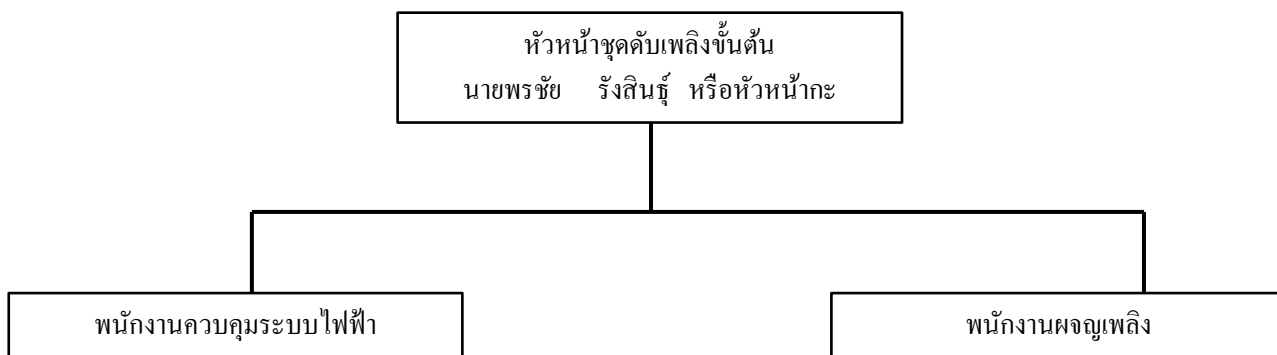 หัวหน้าชุดดับเพลิงขั้นต้น
นายพรชัย รังสินธุ์ หรือหัวหน้ากะ
พนักงานควบคุมระบบไฟฟ้า
พนักงานผจญเพลิง